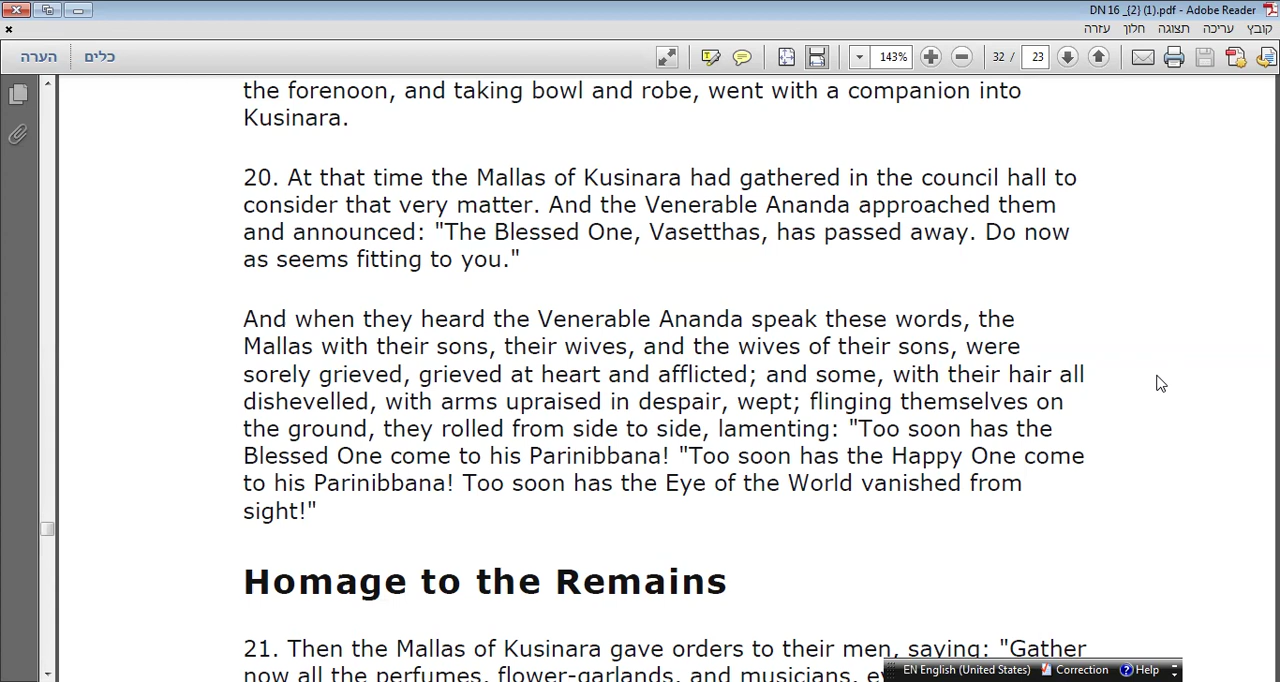 DN 16 _{2} (1).pdf - Adobe Reader
קובץ עריכה תצוגה חלון עזרה
הערה כלים 143% 32 / 23
the forenoon, and taking bowl and robe, went with a companion into
Kusinara.
20. At that time the Mallas of Kusinara had gathered in the council hall to
consider that very matter. And the Venerable Ananda approached them
and announced: "The Blessed One, Vasetthas, has passed away. Do now
as seems fitting to you."
And when they heard the Venerable Ananda speak these words, the
Mallas with their sons, their wives, and the wives of their sons, were
sorely grieved, grieved at heart and afflicted; and some, with their hair all
dishevelled, with arms upraised in despair, wept; flinging themselves on
the ground, they rolled from side to side, lamenting: "Too soon has the
Blessed One come to his Parinibbana! "Too soon has the Happy One come
to his Parinibbana! Too soon has the Eye of the World vanished from
sight!"
Homage to the Remains
21. Then the Mallas of Kusinara gave orders to their men, saying: "Gather
now all the perfumes, flower-garlands, and musicians,
EN English (United States) Correction Help